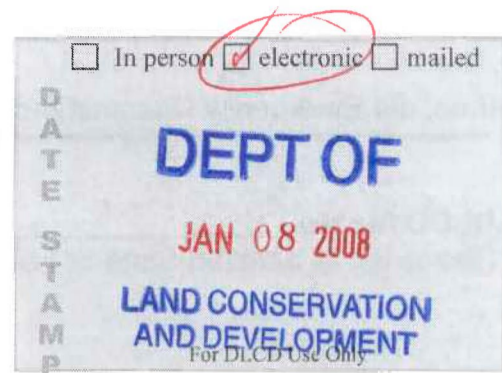 ☐ In person ☑ electronic ☐ mailed
DATE STAMP
DEPT OF
JAN 08 2008
LAND CONSERVATION
AND DEVELOPMENT
For DLCD Use Only